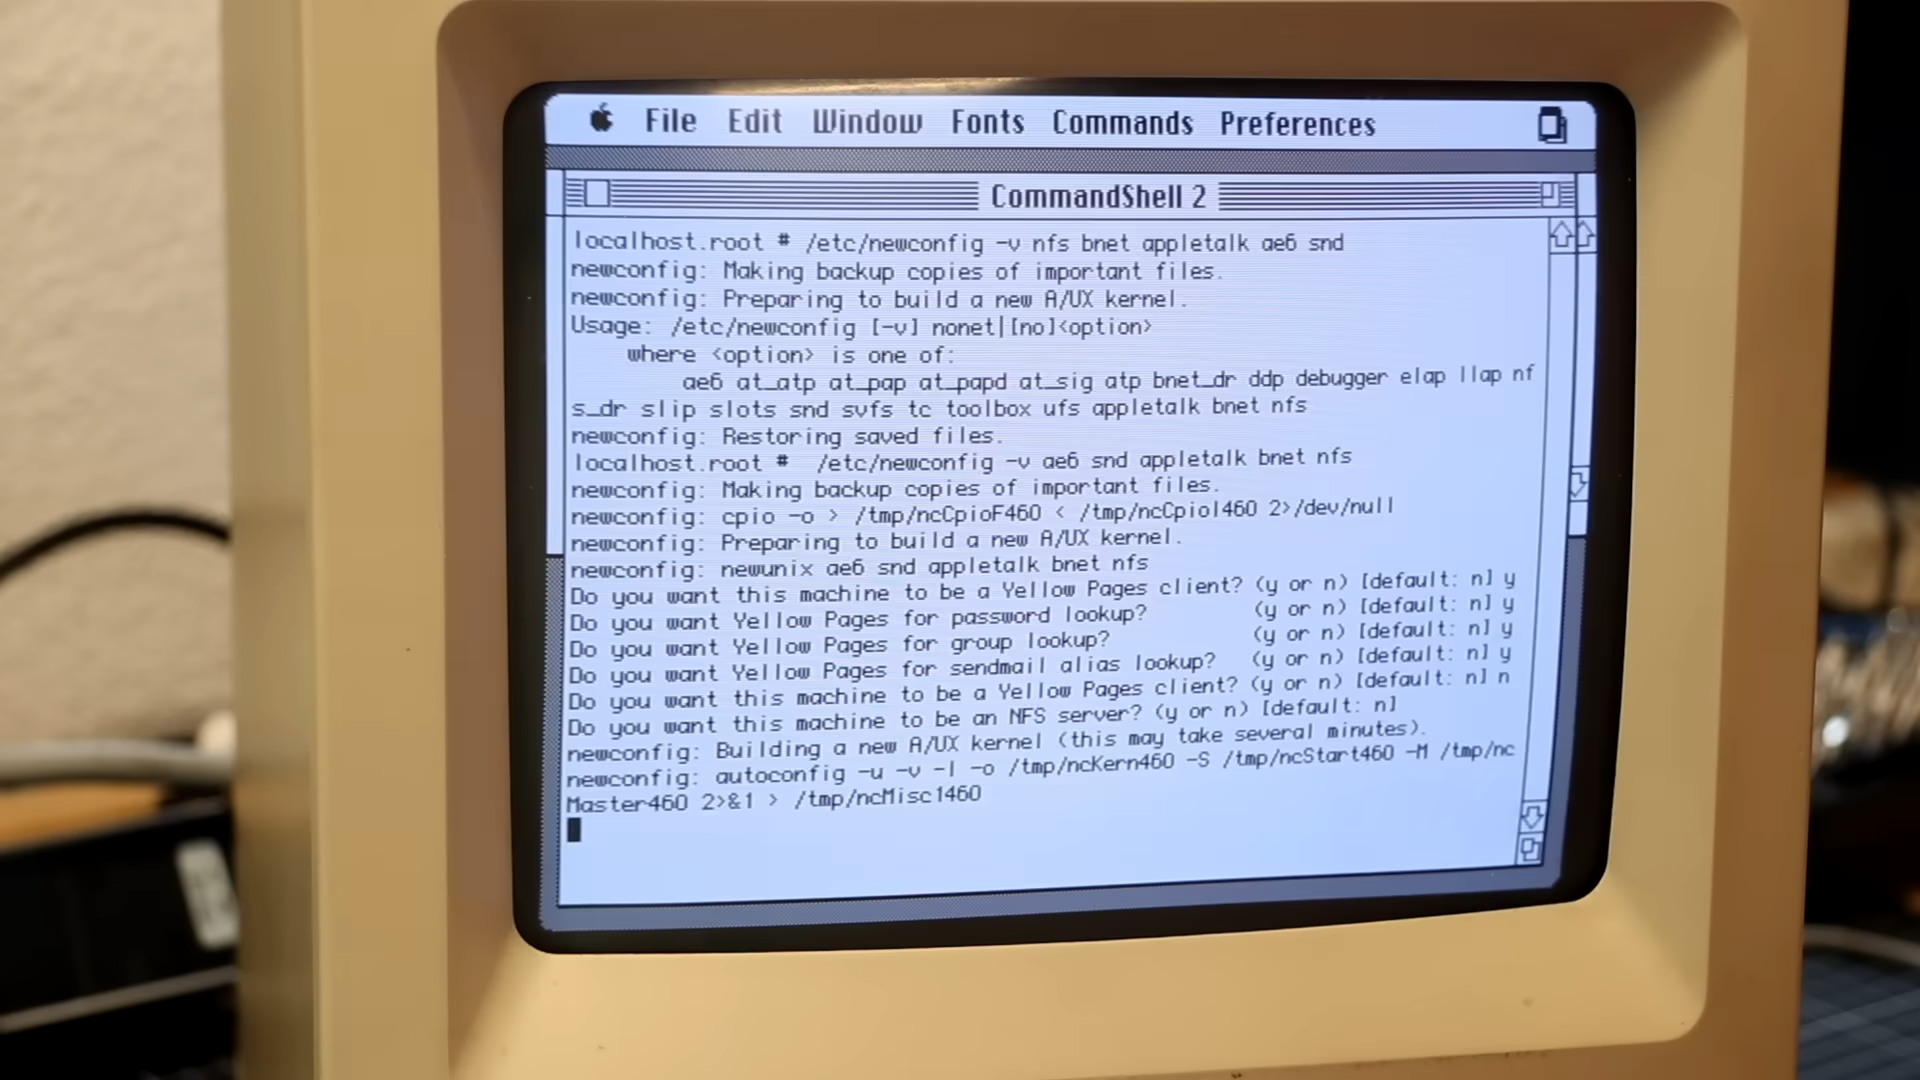 File Edit Window Fonts Commands Preferences
CommandShell 2
localhost.root # /etc/newconfig -v nfs bnet appletalk ae6 snd
newconfig: Making backup copies of important files.
newconfig: Preparing to build a new A/UX kernel.
Usage: /etc/newconfig [-v] nonet|[no]<option>
where <option> is one of:
ae6 at_atp at_pap at_papd at_sig atp bnet_dr ddp debugger elap llap nf
s_dr slip slots snd svfs tc toolbox ufs appletalk bnet nfs
newconfig: Restoring saved files.
localhost.root # /etc/newconfig -v ae6 snd appletalk bnet nfs
newconfig: Making backup copies of important files.
newconfig: cpio -o > /tmp/ncCpioF460 < /tmp/ncCpioI460 2>/dev/null
newconfig: Preparing to build a new A/UX kernel.
newconfig: newunix ae6 snd appletalk bnet nfs
Do you want this machine to be a Yellow Pages client? (y or n) [default: n] y
Do you want Yellow Pages for password lookup? (y or n) [default: n] y
Do you want Yellow Pages for group lookup? (y or n) [default: n] y
Do you want Yellow Pages for sendmail alias lookup? (y or n) [default: n] y
Do you want this machine to be a Yellow Pages client? (y or n) [default: n] n
Do you want this machine to be an NFS server? (y or n) [default: n]
newconfig: Building a new A/UX kernel (this may take several minutes).
newconfig: autoconfig -u -v -I -o /tmp/ncKern460 -S /tmp/ncStart460 -M /tmp/nc
Master460 2>&1 > /tmp/ncMisc1460